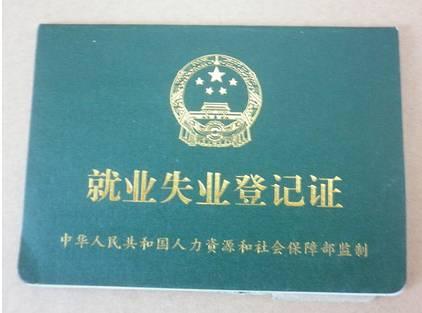 就业失业登记证
中华人民共和国人力资源和社会保障部监制